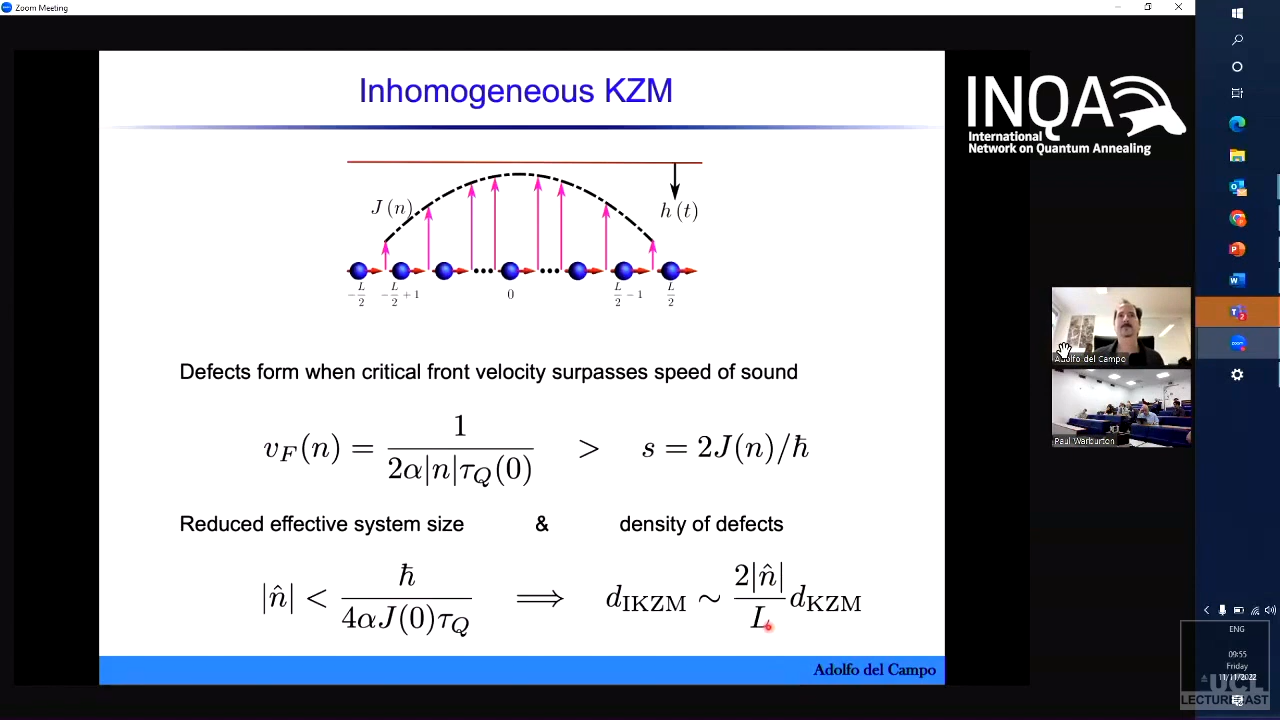 Zoom Meeting
Inhomogeneous KZM
INQA
International
Network on Quantum Annealing
J (n)
h (t)
-L/2
-L/2 + 1
0
L/2 - 1
L/2
Defects form when critical front velocity surpasses speed of sound
v_F(n) = 1 / (2α|n|τ_Q(0)) > s = 2J(n)/ħ
Reduced effective system size & density of defects
|n̂| < ħ / (4αJ(0)τ_Q) ⟹ d_IKZM ∼ (2|n̂| / L) d_KZM
Adolfo del Campo
Adolfo del Campo
Paul Warburton
ENG
09:55
Friday
11/11/2022
UCL
LECTURECAST